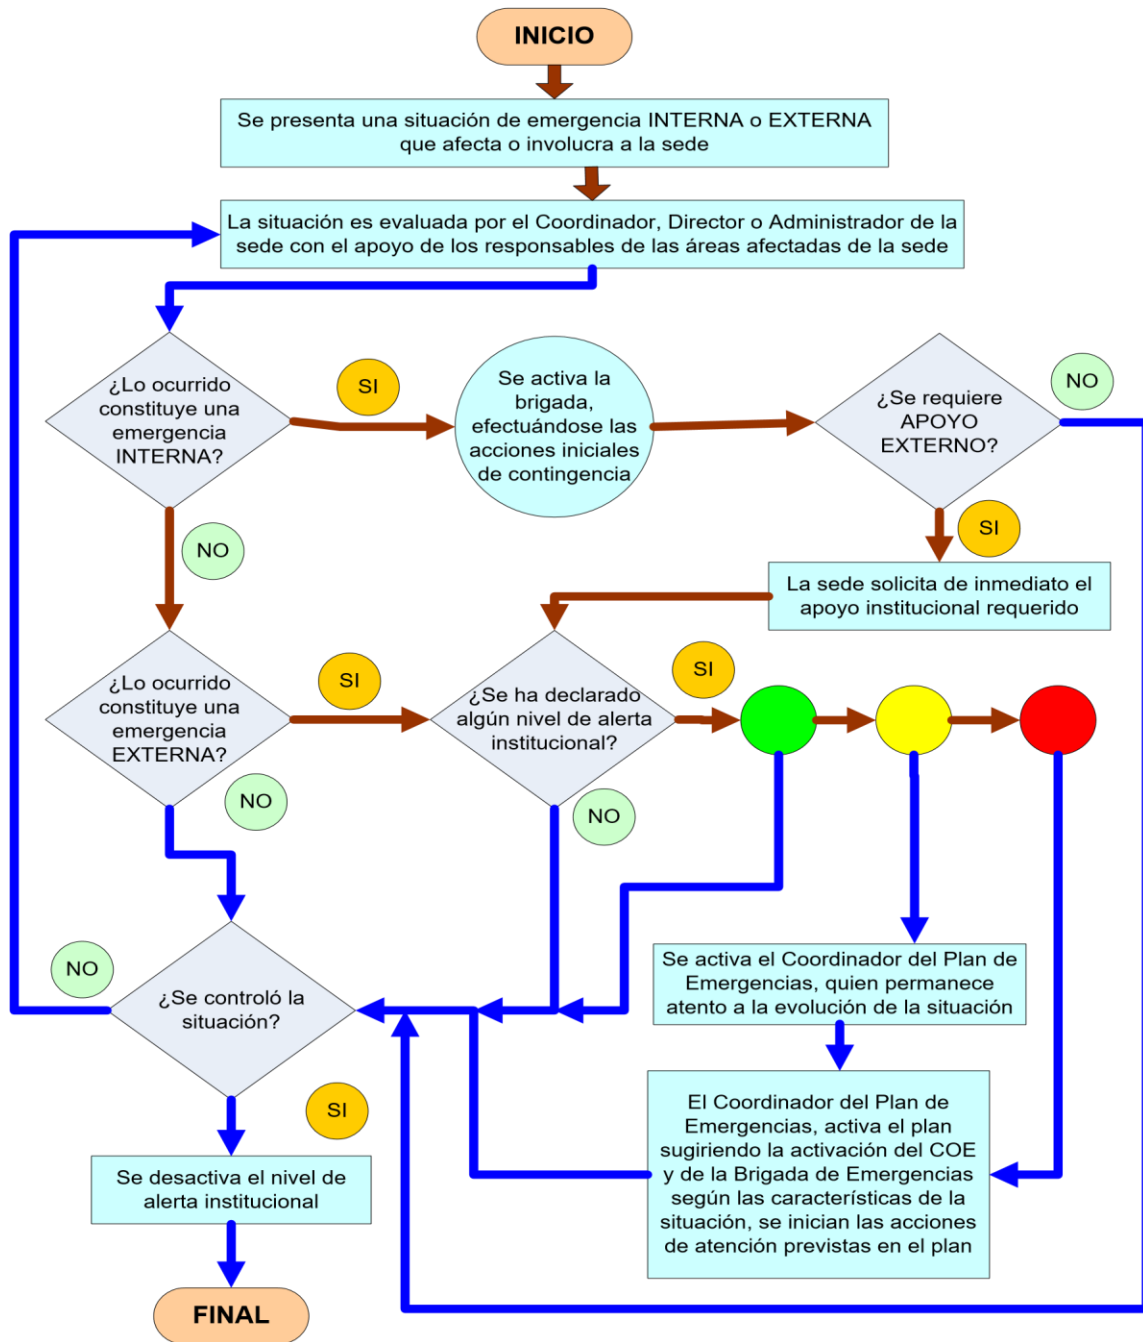 INICIO
Se presenta una situación de emergencia INTERNA o EXTERNA
que afecta o involucra a la sede
La situación es evaluada por el Coordinador, Director o Administrador de la
sede con el apoyo de los responsables de las áreas afectadas de la sede
¿Lo ocurrido
constituye una
emergencia
INTERNA?
SI
Se activa la
brigada,
efectuándose las
acciones iniciales
de contingencia
¿Se requiere
APOYO
EXTERNO?
NO
NO
SI
La sede solicita de inmediato el
apoyo institucional requerido
¿Lo ocurrido
constituye una
emergencia
EXTERNA?
SI
¿Se ha declarado
algún nivel de alerta
institucional?
SI
NO
NO
Se activa el Coordinador del Plan de
Emergencias, quien permanece
atento a la evolución de la situación
NO
¿Se controló la
situación?
SI
El Coordinador del Plan de
Emergencias, activa el plan
sugiriendo la activación del COE
y de la Brigada de Emergencias
según las características de la
situación, se inician las acciones
de atención previstas en el plan
Se desactiva el nivel de
alerta institucional
FINAL